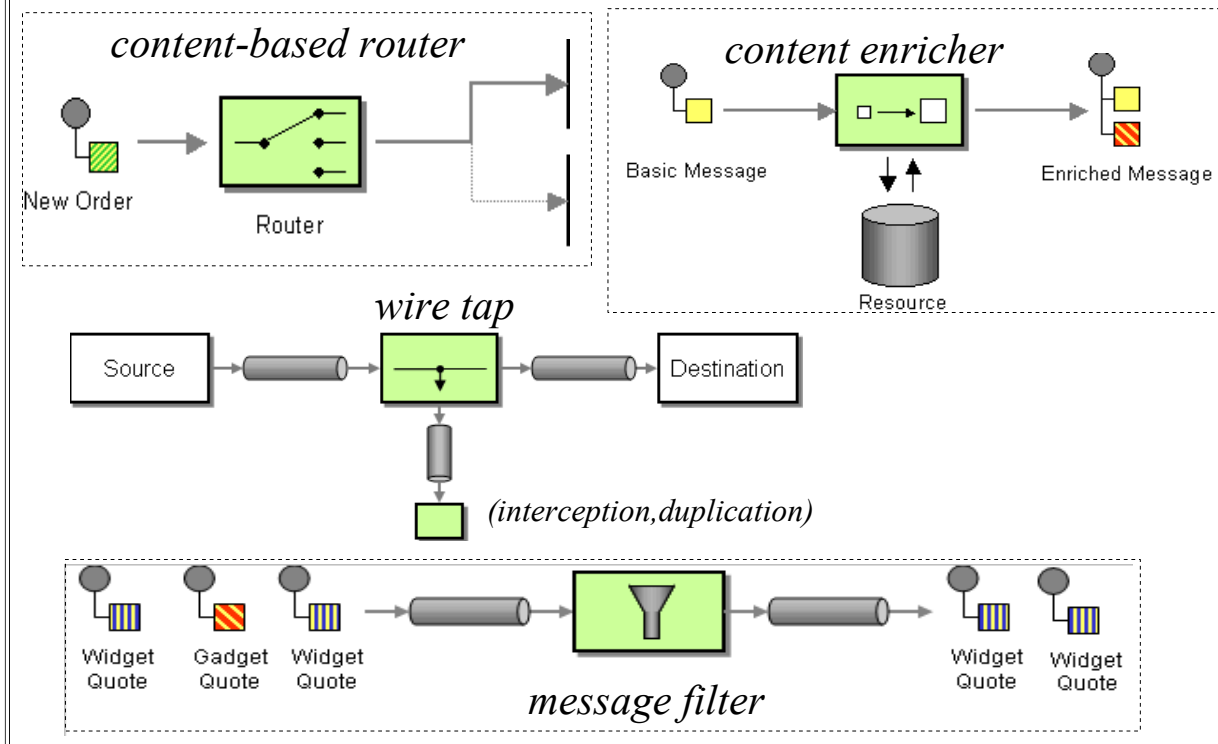 content-based router
New Order
Router
content enricher
Basic Message
Enriched Message
Resource
wire tap
Source
Destination
(interception,duplication)
Widget
Quote
Gadget
Quote
Widget
Quote
Widget
Quote
Widget
Quote
message filter